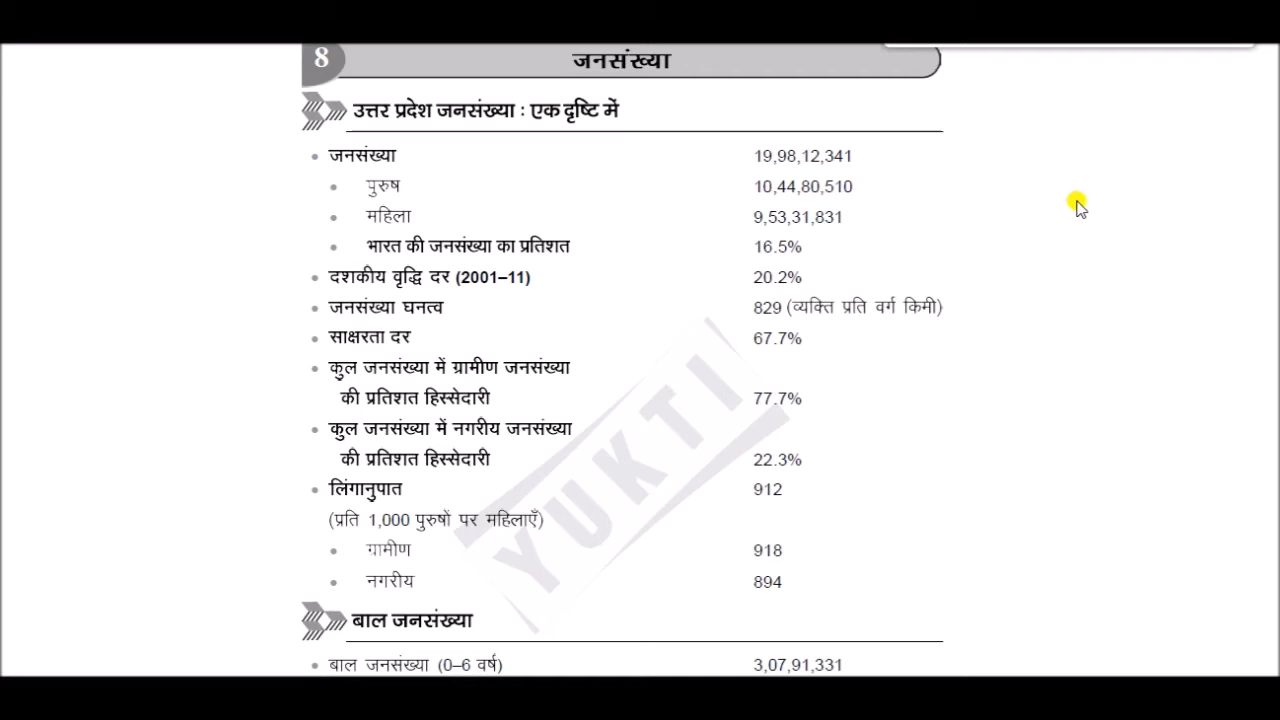 8
जनसंख्या
उत्तर प्रदेश जनसंख्या : एक दृष्टि में
जनसंख्या 19,98,12,341
पुरुष 10,44,80,510
महिला 9,53,31,831
भारत की जनसंख्या का प्रतिशत 16.5%
दशकीय वृद्धि दर (2001–11) 20.2%
जनसंख्या घनत्व 829 (व्यक्ति प्रति वर्ग किमी)
साक्षरता दर 67.7%
कुल जनसंख्या में ग्रामीण जनसंख्या
की प्रतिशत हिस्सेदारी 77.7%
कुल जनसंख्या में नगरीय जनसंख्या
की प्रतिशत हिस्सेदारी 22.3%
लिंगानुपात 912
(प्रति 1,000 पुरुषों पर महिलाएँ)
ग्रामीण 918
नगरीय 894
बाल जनसंख्या
बाल जनसंख्या (0–6 वर्ष) 3,07,91,331
YUKTI